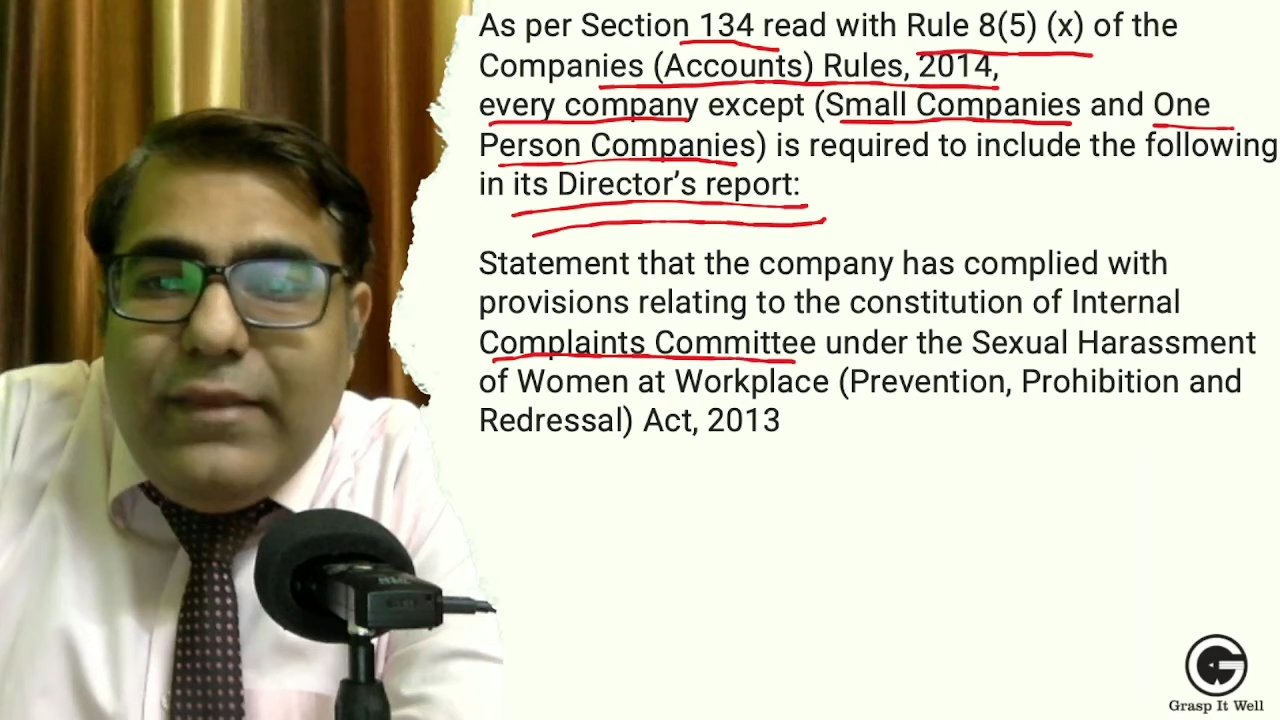 As per Section 134 read with Rule 8(5) (x) of the
Companies (Accounts) Rules, 2014,
every company except (Small Companies and One
Person Companies) is required to include the following
in its Director’s report:
Statement that the company has complied with
provisions relating to the constitution of Internal
Complaints Committee under the Sexual Harassment
of Women at Workplace (Prevention, Prohibition and
Redressal) Act, 2013
Grasp It Well